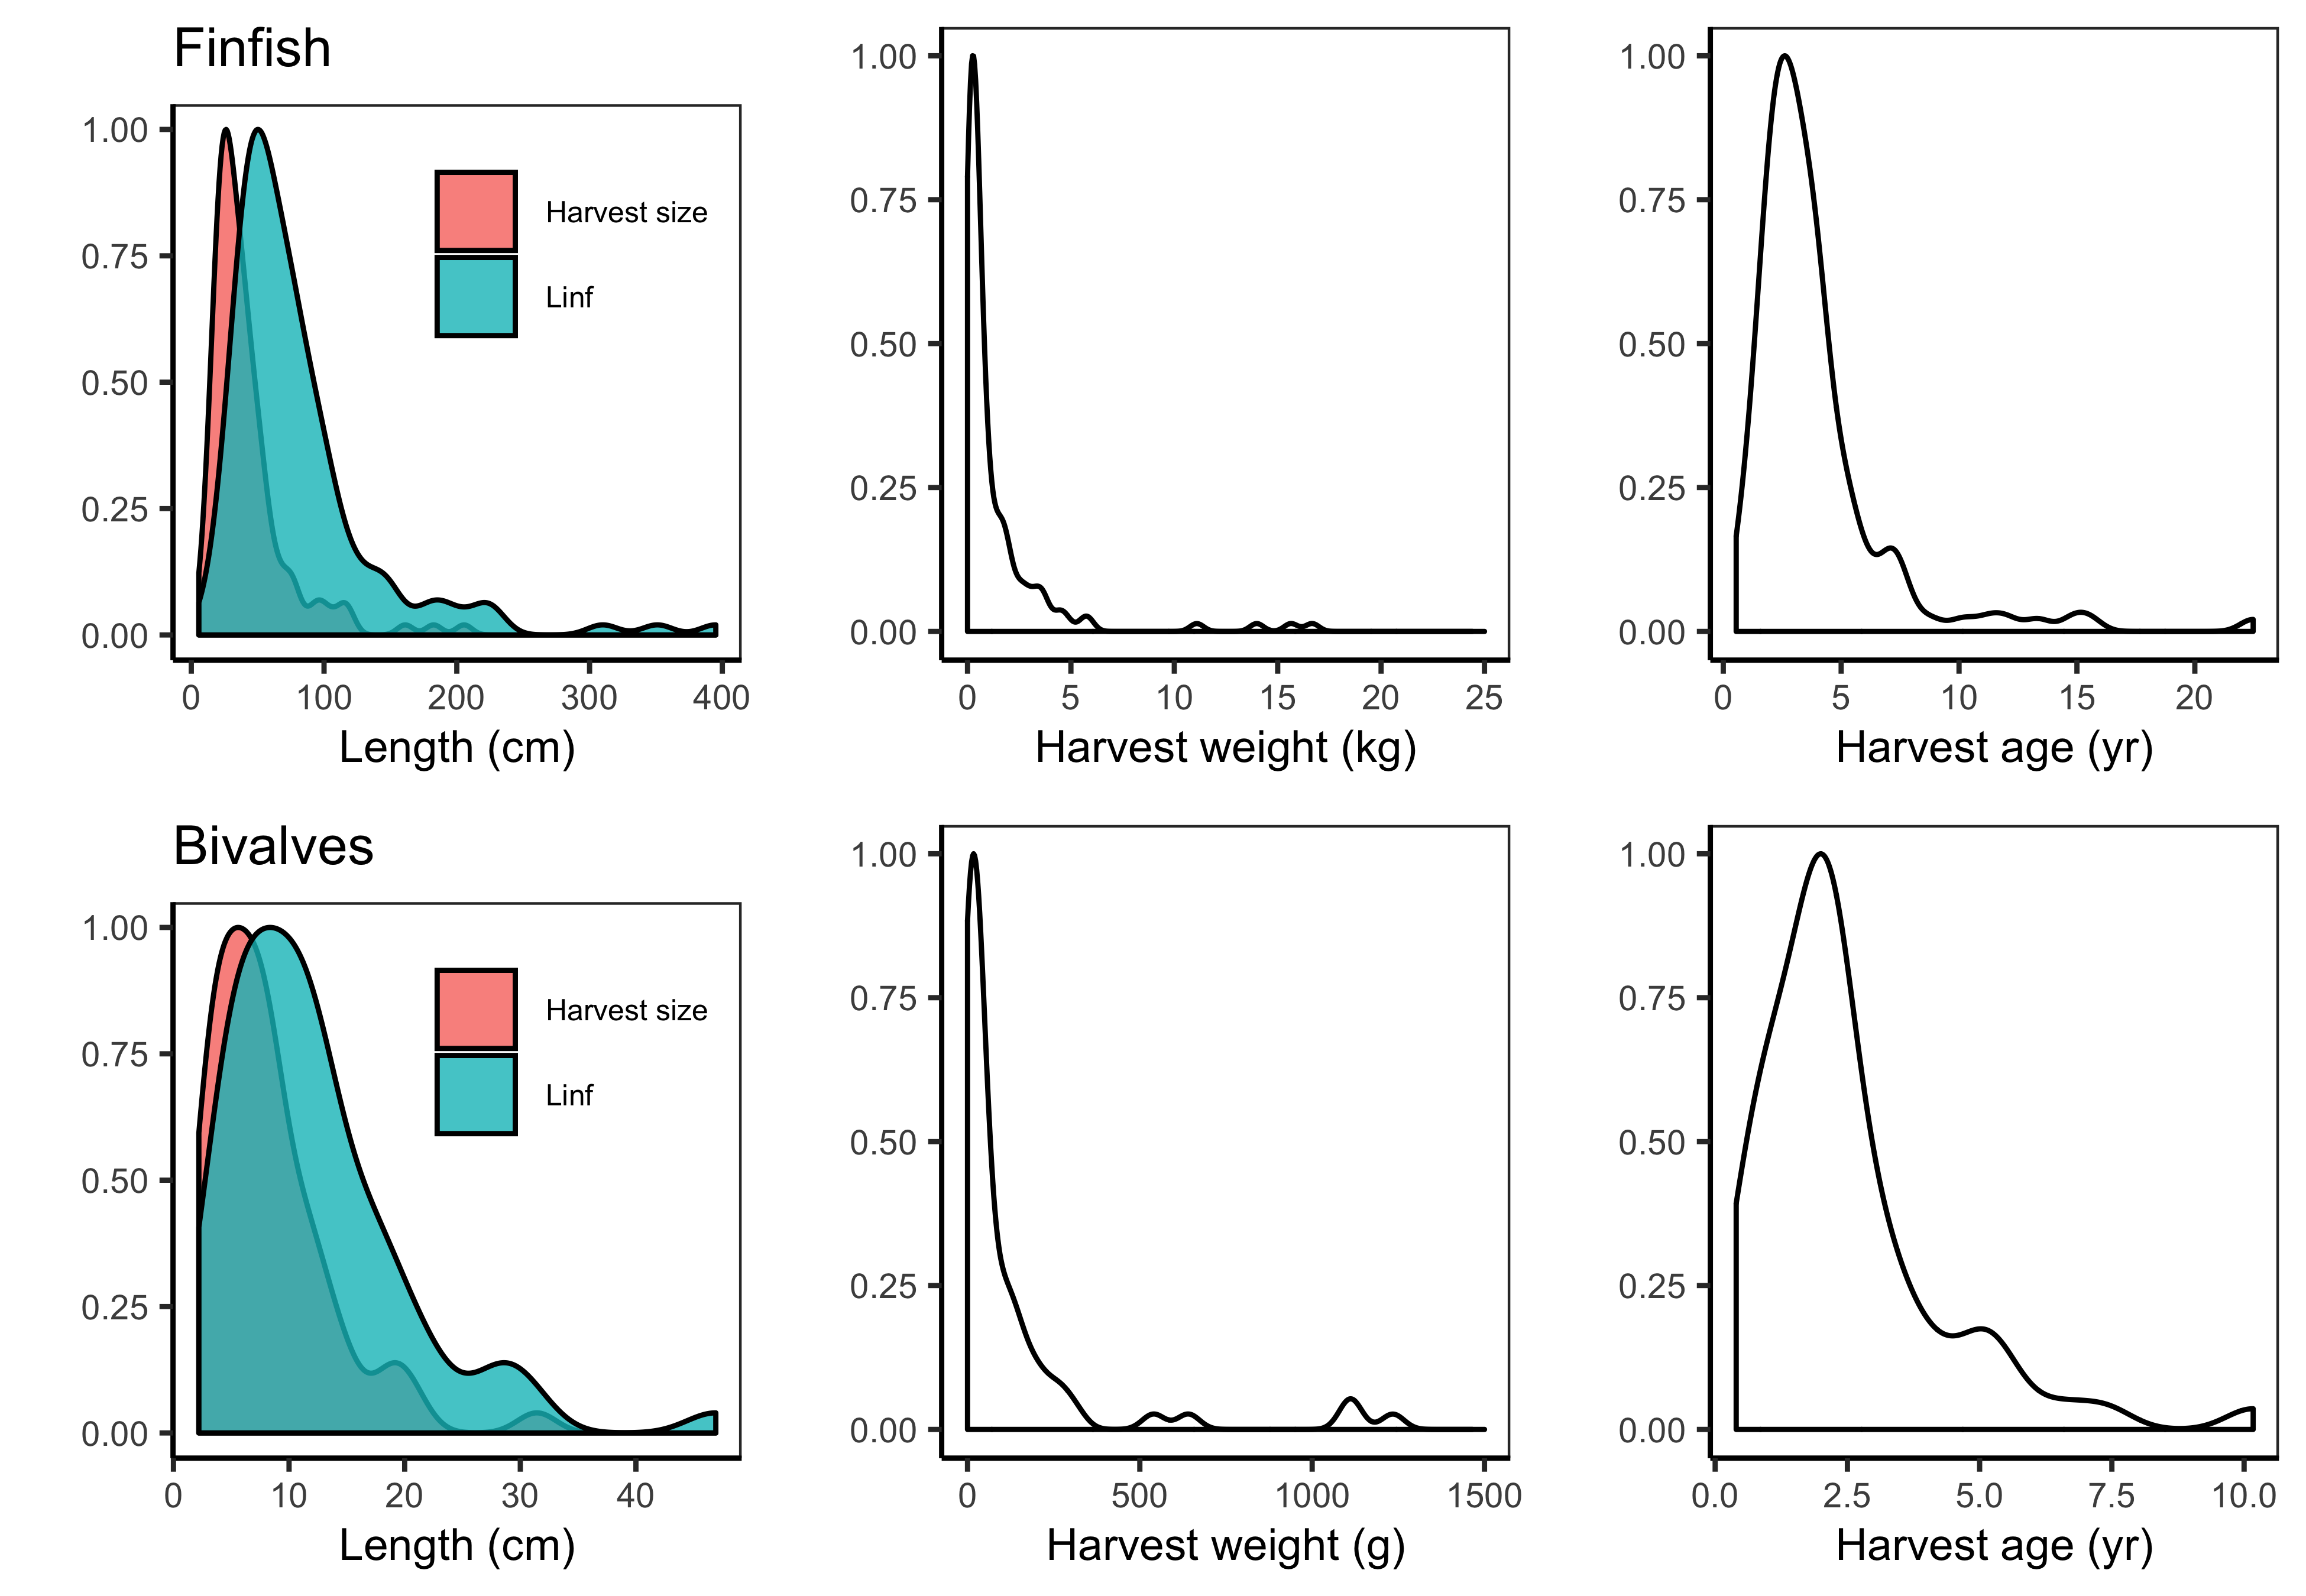 Finfish
1.00
0.75
0.50
0.25
0.00
Harvest size
Linf
0 100 200 300 400
Length (cm)
1.00
0.75
0.50
0.25
0.00
0 5 10 15 20 25
Harvest weight (kg)
1.00
0.75
0.50
0.25
0.00
0 5 10 15 20
Harvest age (yr)
Bivalves
1.00
0.75
0.50
0.25
0.00
Harvest size
Linf
0 10 20 30 40
Length (cm)
1.00
0.75
0.50
0.25
0.00
0 500 1000 1500
Harvest weight (g)
1.00
0.75
0.50
0.25
0.00
0.0 2.5 5.0 7.5 10.0
Harvest age (yr)